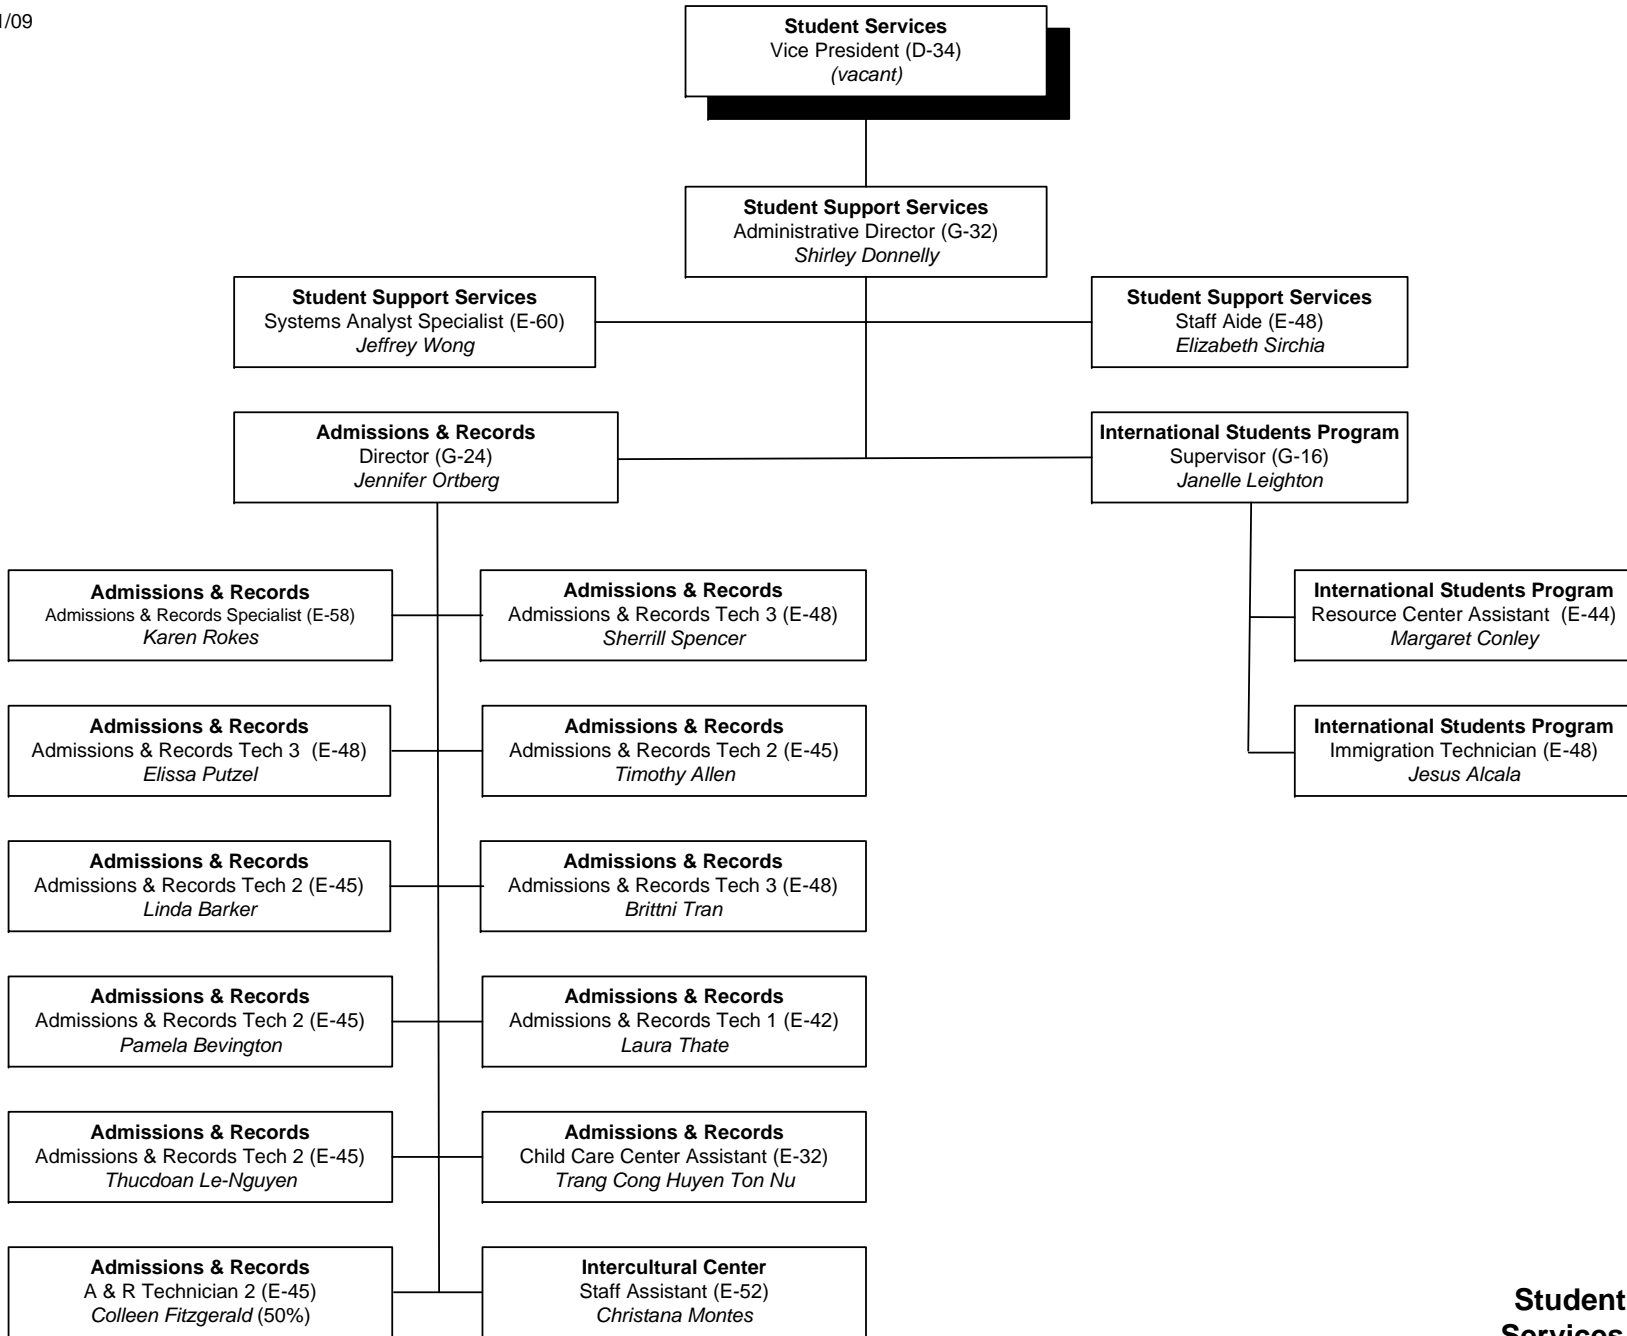 /09
Student Services
Vice President (D-34)
(vacant)
Student Support Services
Administrative Director (G-32)
Shirley Donnelly
Student Support Services
Systems Analyst Specialist (E-60)
Jeffrey Wong
Student Support Services
Staff Aide (E-48)
Elizabeth Sirchia
Admissions & Records
Director (G-24)
Jennifer Ortberg
International Students Program
Supervisor (G-16)
Janelle Leighton
Admissions & Records
Admissions & Records Specialist (E-58)
Karen Rokes
Admissions & Records
Admissions & Records Tech 3 (E-48)
Sherrill Spencer
International Students Program
Resource Center Assistant  (E-44)
Margaret Conley
Admissions & Records
Admissions & Records Tech 3  (E-48)
Elissa Putzel
Admissions & Records
Admissions & Records Tech 2 (E-45)
Timothy Allen
International Students Program
Immigration Technician (E-48)
Jesus Alcala
Admissions & Records
Admissions & Records Tech 2 (E-45)
Linda Barker
Admissions & Records
Admissions & Records Tech 3 (E-48)
Brittni Tran
Admissions & Records
Admissions & Records Tech 2 (E-45)
Pamela Bevington
Admissions & Records
Admissions & Records Tech 1 (E-42)
Laura Thate
Admissions & Records
Admissions & Records Tech 2 (E-45)
Thucdoan Le-Nguyen
Admissions & Records
Child Care Center Assistant (E-32)
Trang Cong Huyen Ton Nu
Admissions & Records
A & R Technician 2 (E-45)
Colleen Fitzgerald (50%)
Intercultural Center
Staff Assistant (E-52)
Christana Montes
Student
Services